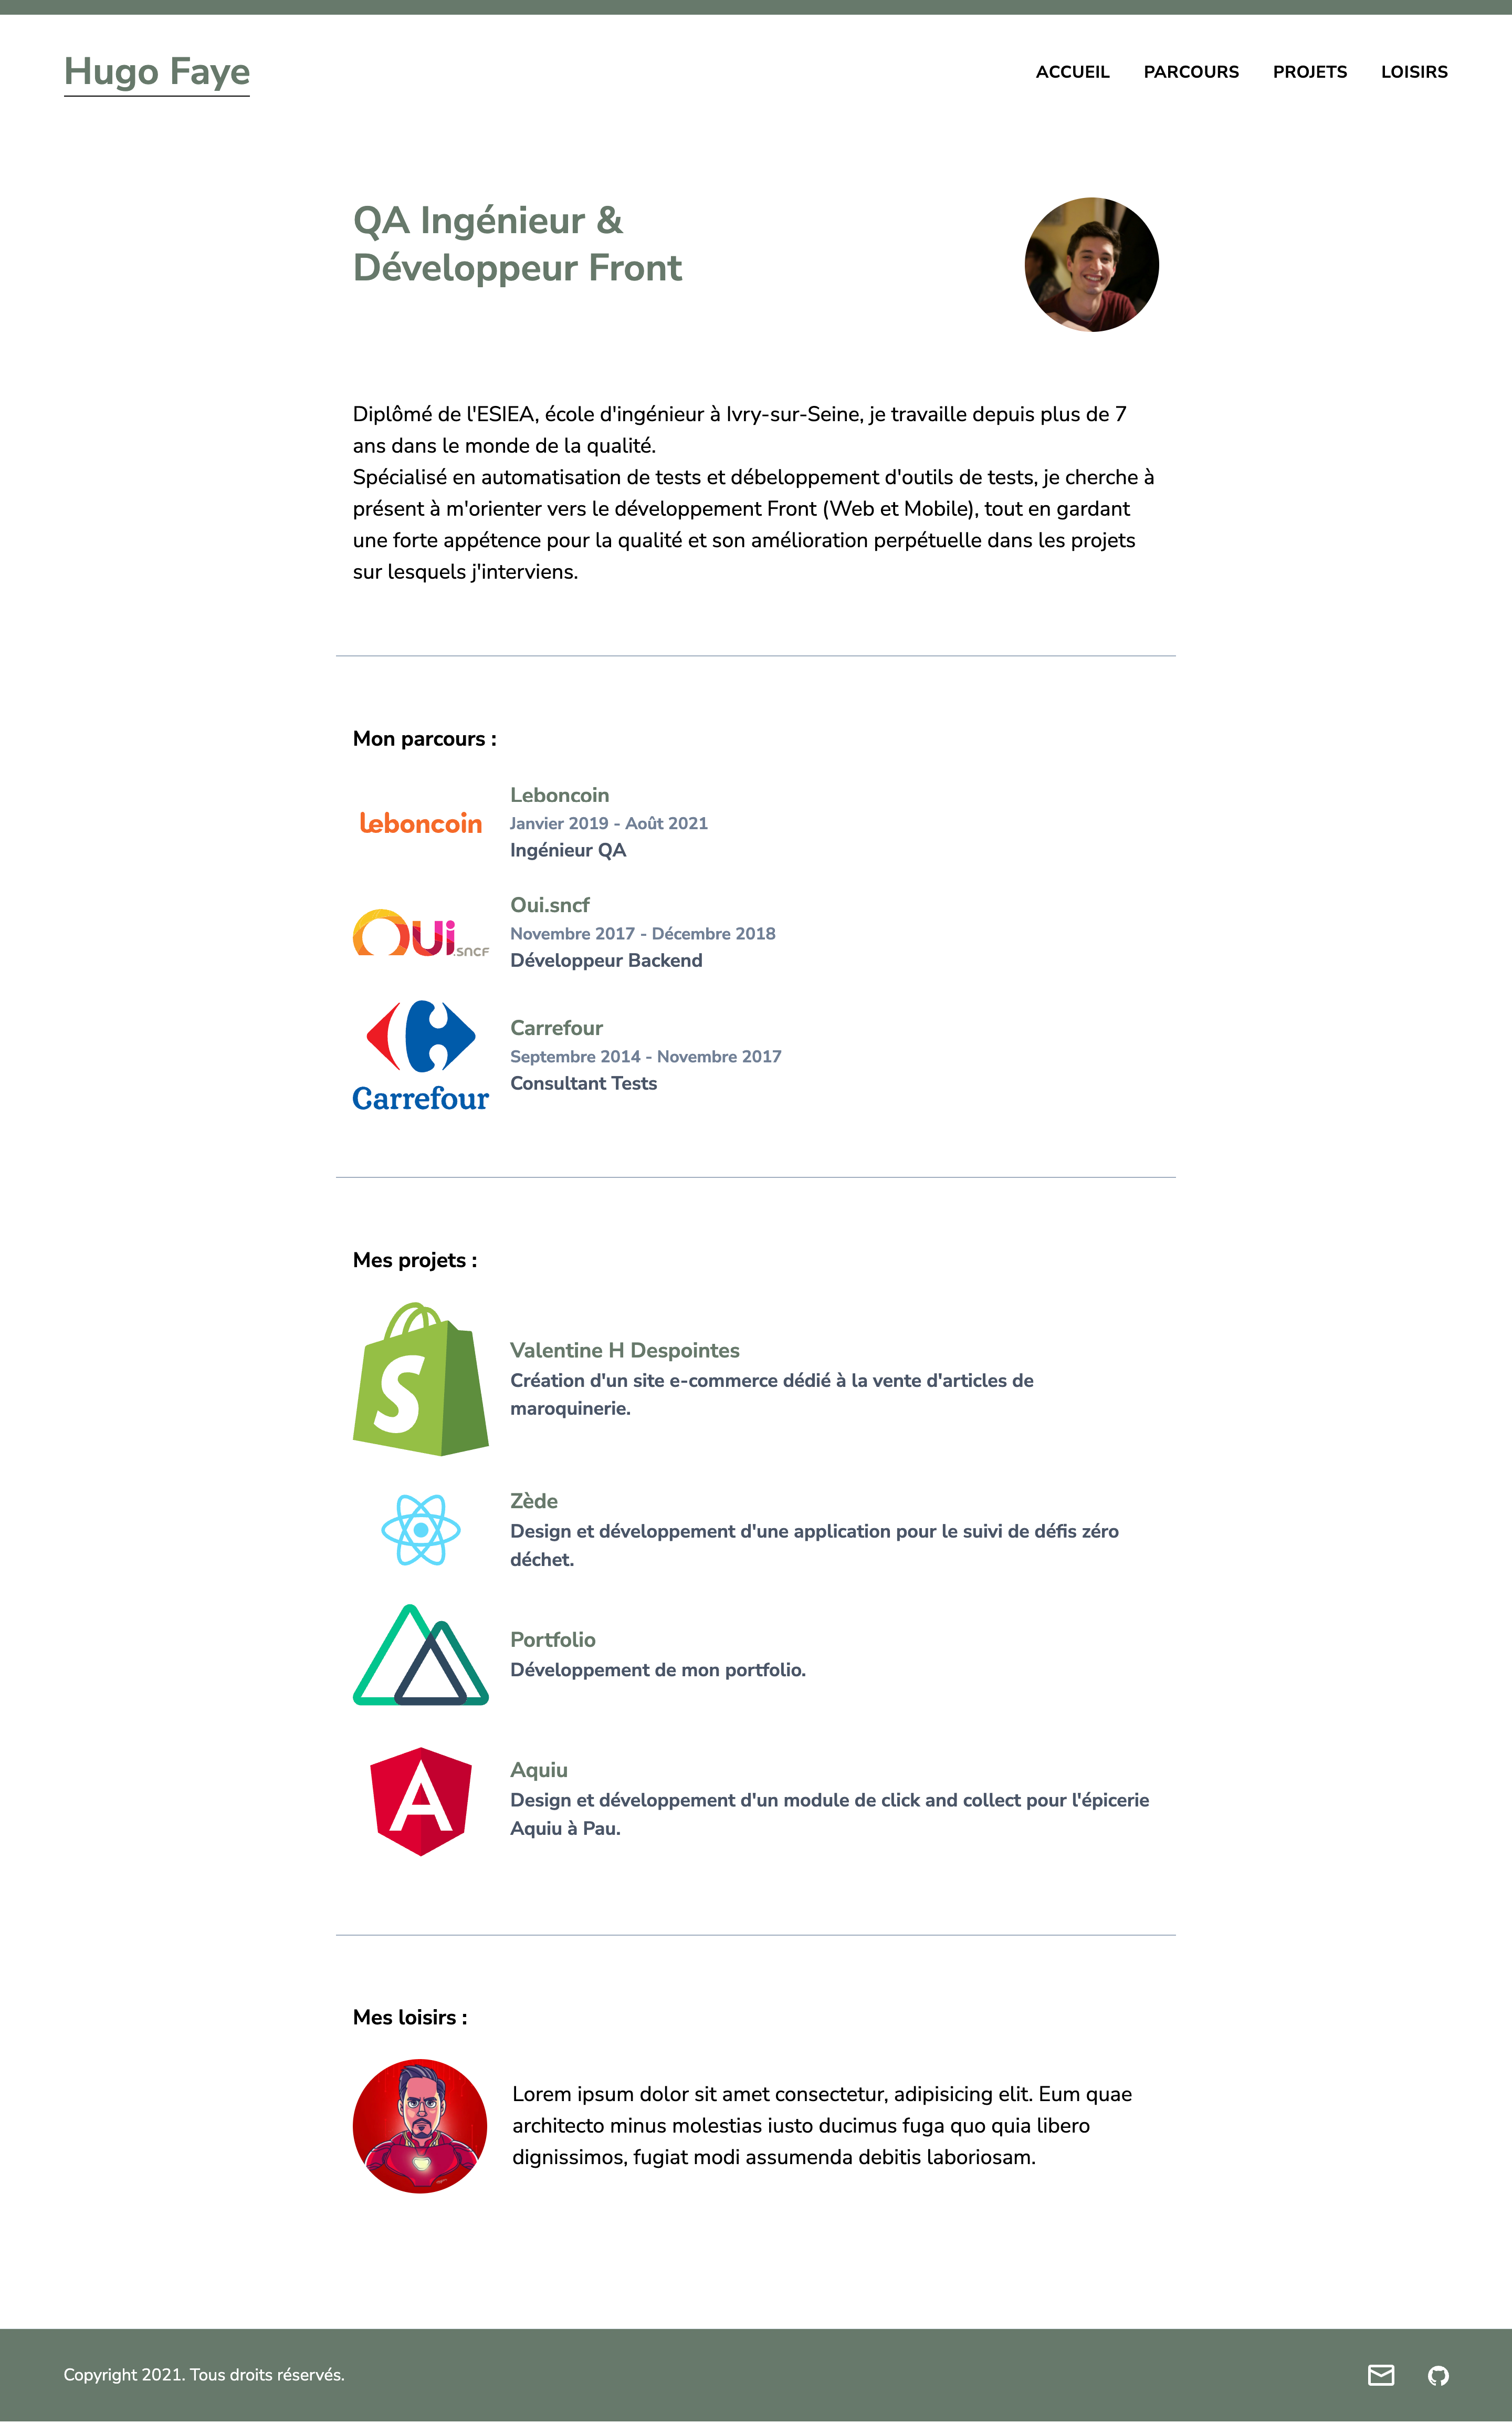 Hugo Faye
ACCUEIL PARCOURS PROJETS LOISIRS
QA Ingénieur &
Développeur Front
Diplômé de l'ESIEA, école d'ingénieur à Ivry-sur-Seine, je travaille depuis plus de 7
ans dans le monde de la qualité.
Spécialisé en automatisation de tests et débeloppement d'outils de tests, je cherche à
présent à m'orienter vers le développement Front (Web et Mobile), tout en gardant
une forte appétence pour la qualité et son amélioration perpétuelle dans les projets
sur lesquels j'interviens.
Mon parcours :
leboncoin
Leboncoin
Janvier 2019 - Août 2021
Ingénieur QA
Oui.sncf
Oui.sncf
Novembre 2017 - Décembre 2018
Développeur Backend
Carrefour
Carrefour
Septembre 2014 - Novembre 2017
Consultant Tests
Mes projets :
S
Valentine H Despointes
Création d'un site e-commerce dédié à la vente d'articles de
maroquinerie.
Zède
Design et développement d'une application pour le suivi de défis zéro
déchet.
Portfolio
Développement de mon portfolio.
A
Aquiu
Design et développement d'un module de click and collect pour l'épicerie
Aquiu à Pau.
Mes loisirs :
Lorem ipsum dolor sit amet consectetur, adipisicing elit. Eum quae
architecto minus molestias iusto ducimus fuga quo quia libero
dignissimos, fugiat modi assumenda debitis laboriosam.
Copyright 2021. Tous droits réservés.